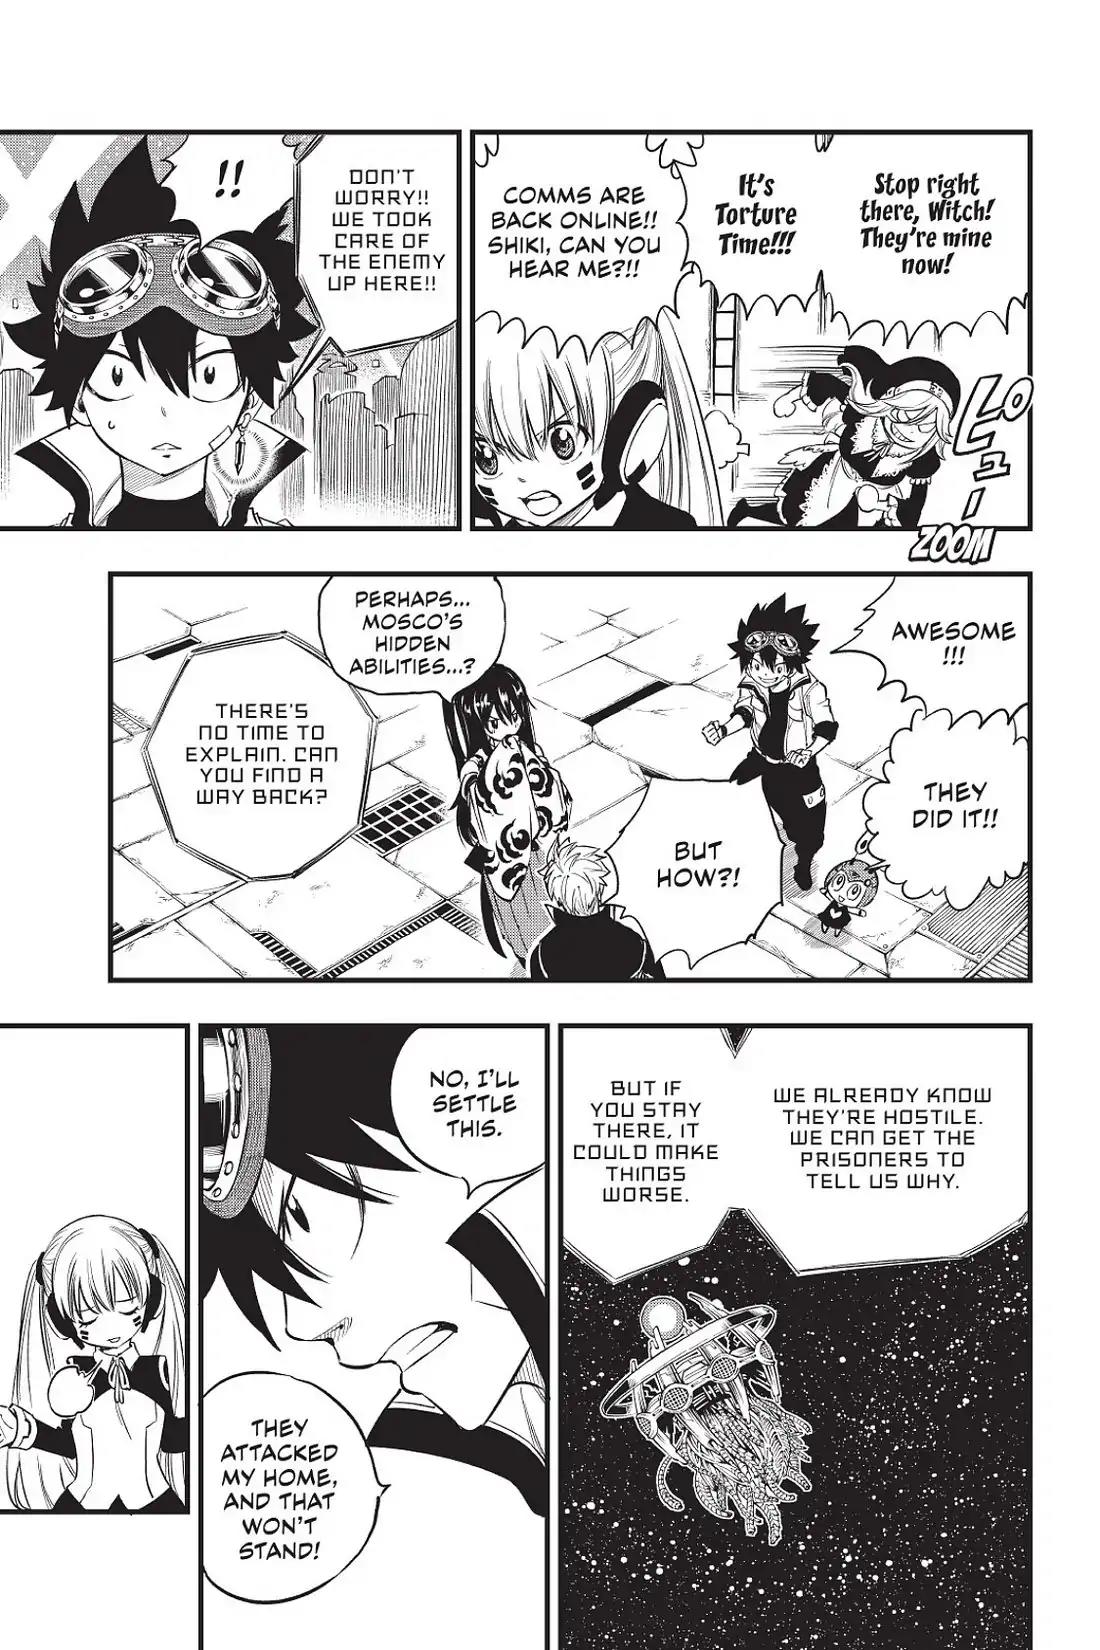 Stop right
there, Witch!
They're mine
now!
It's
Torture
Time!!!
COMMS ARE
BACK ONLINE!!
SHIKI, CAN YOU
HEAR ME?!!
ピュー
ZOOM
DON'T
WORRY!!
WE TOOK
CARE OF
THE ENEMY
UP HERE!!
!!
AWESOME
!!!
THEY
DID IT!!
BUT
HOW?!
PERHAPS...
MOSCO'S
HIDDEN
ABILITIES...?
THERE'S
NO TIME TO
EXPLAIN. CAN
YOU FIND A
WAY BACK?
WE ALREADY KNOW
THEY'RE HOSTILE.
WE CAN GET THE
PRISONERS TO
TELL US WHY.
BUT IF
YOU STAY
THERE, IT
COULD MAKE
THINGS
WORSE.
NO, I'LL
SETTLE
THIS.
THEY
ATTACKED
MY HOME,
AND THAT
WON'T
STAND!